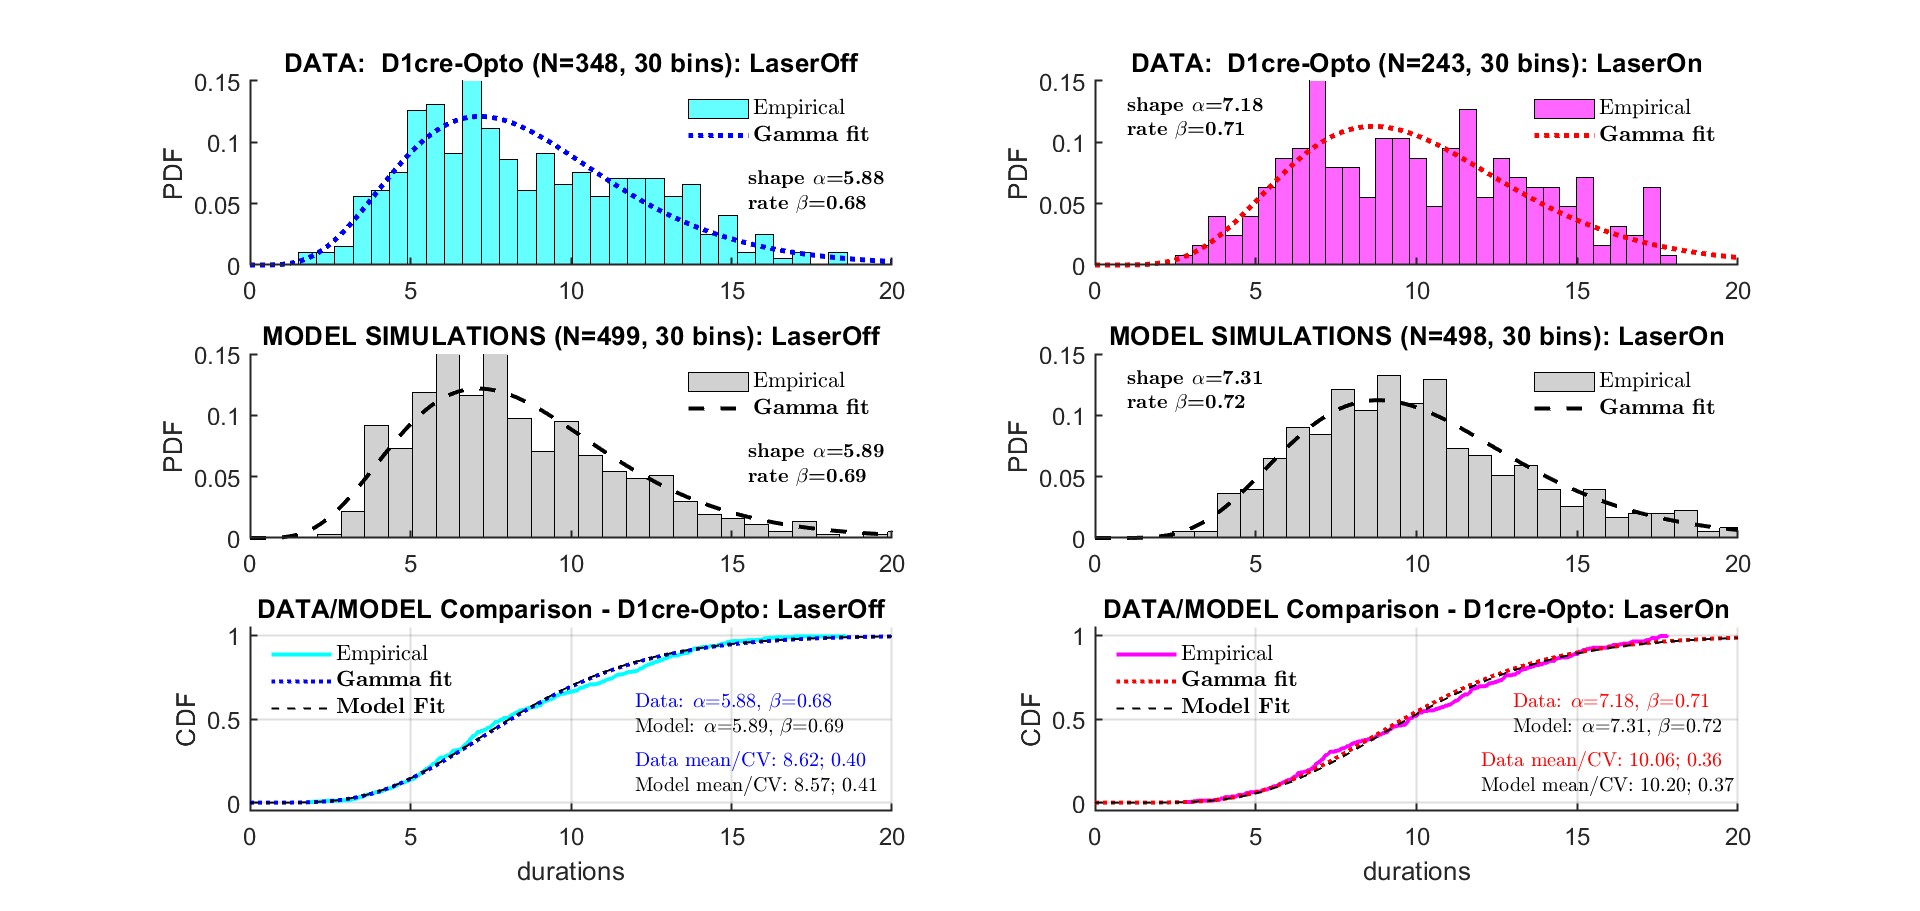 DATA:  D1cre-Opto (N=348, 30 bins): LaserOff
0.15
0.1
0.05
0
PDF
Empirical
Gamma fit
shape α=5.88
rate β=0.68
0 5 10 15 20
DATA:  D1cre-Opto (N=243, 30 bins): LaserOn
0.15
0.1
0.05
0
PDF
shape α=7.18
rate β=0.71
Empirical
Gamma fit
0 5 10 15 20
MODEL SIMULATIONS (N=499, 30 bins): LaserOff
0.15
0.1
0.05
0
PDF
Empirical
Gamma fit
shape α=5.89
rate β=0.69
0 5 10 15 20
MODEL SIMULATIONS (N=498, 30 bins): LaserOn
0.15
0.1
0.05
0
PDF
shape α=7.31
rate β=0.72
Empirical
Gamma fit
0 5 10 15 20
DATA/MODEL Comparison - D1cre-Opto: LaserOff
1
0.5
0
CDF
Empirical
Gamma fit
Model Fit
Data: α=5.88, β=0.68
Model: α=5.89, β=0.69
Data mean/CV: 8.62; 0.40
Model mean/CV: 8.57; 0.41
0 5 10 15 20
durations
DATA/MODEL Comparison - D1cre-Opto: LaserOn
1
0.5
0
CDF
Empirical
Gamma fit
Model Fit
Data: α=7.18, β=0.71
Model: α=7.31, β=0.72
Data mean/CV: 10.06; 0.36
Model mean/CV: 10.20; 0.37
0 5 10 15 20
durations